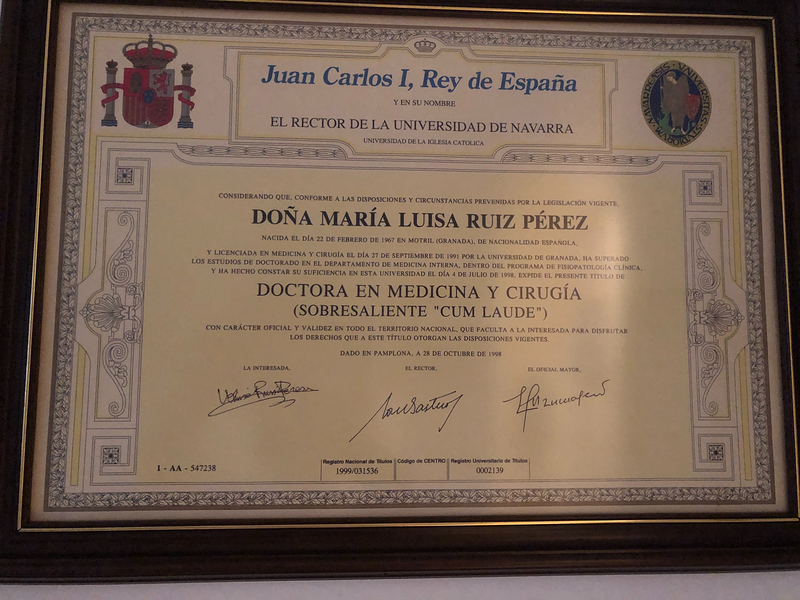 Juan Carlos I, Rey de España
Y EN SU NOMBRE
EL RECTOR DE LA UNIVERSIDAD DE NAVARRA
UNIVERSIDAD DE LA IGLESIA CATOLICA
CONSIDERANDO QUE, CONFORME A LAS DISPOSICIONES Y CIRCUNSTANCIAS PREVENIDAS POR LA LEGISLACIÓN VIGENTE,
DOÑA MARÍA LUISA RUIZ PÉREZ
NACIDA EL DÍA 22 DE FEBRERO DE 1967 EN MOTRIL (GRANADA), DE NACIONALIDAD ESPAÑOLA,
Y LICENCIADA EN MEDICINA Y CIRUGÍA EL DÍA 27 DE SEPTIEMBRE DE 1991 POR LA UNIVERSIDAD DE GRANADA, HA SUPERADO
LOS ESTUDIOS DE DOCTORADO EN EL DEPARTAMENTO DE MEDICINA INTERNA, DENTRO DEL PROGRAMA DE FISIOPATOLOGÍA CLÍNICA,
Y HA HECHO CONSTAR SU SUFICIENCIA EN ESTA UNIVERSIDAD EL DÍA 4 DE JULIO DE 1998, EXPIDE EL PRESENTE TÍTULO DE
DOCTORA EN MEDICINA Y CIRUGÍA
(SOBRESALIENTE "CUM LAUDE")
CON CARÁCTER OFICIAL Y VALIDEZ EN TODO EL TERRITORIO NACIONAL, QUE FACULTA A LA INTERESADA PARA DISFRUTAR
LOS DERECHOS QUE A ESTE TÍTULO OTORGAN LAS DISPOSICIONES VIGENTES.
DADO EN PAMPLONA, A 28 DE OCTUBRE DE 1998
LA INTERESADA, EL RECTOR, EL OFICIAL MAYOR,
1 - AA - 547238
Registro Nacional de Títulos Código de CENTRO Registro Universitario de Títulos
1999/031536 0002139